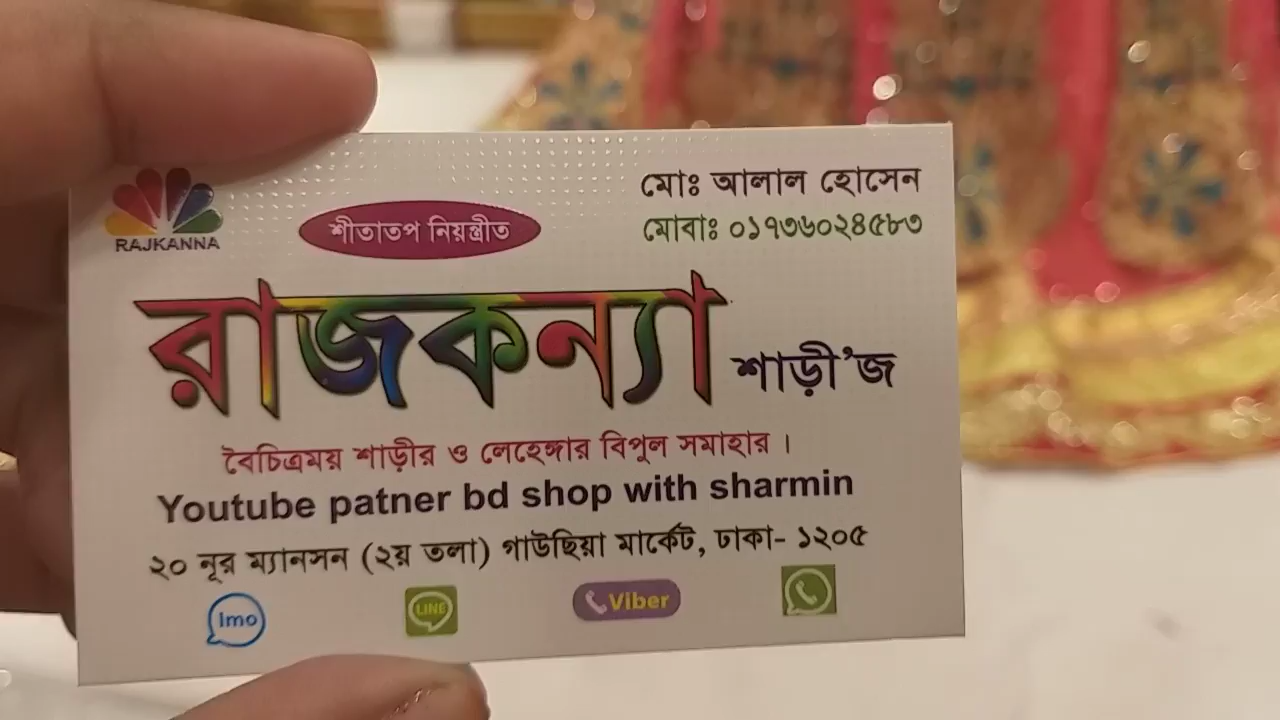 RAJKANNA
শীতাতপ নিয়ন্ত্রীত
মোঃ আলাল হোসেন
মোবাঃ ০১৭৩৬০২৪৫৮৩
রাজকন্যা শাড়ী'জ
বৈচিত্রময় শাড়ীর ও লেহেঙ্গার বিপুল সমাহার।
Youtube patner bd shop with sharmin
২০ নূর ম্যানসন (২য় তলা) গাউছিয়া মার্কেট, ঢাকা- ১২০৫
imo LINE Viber